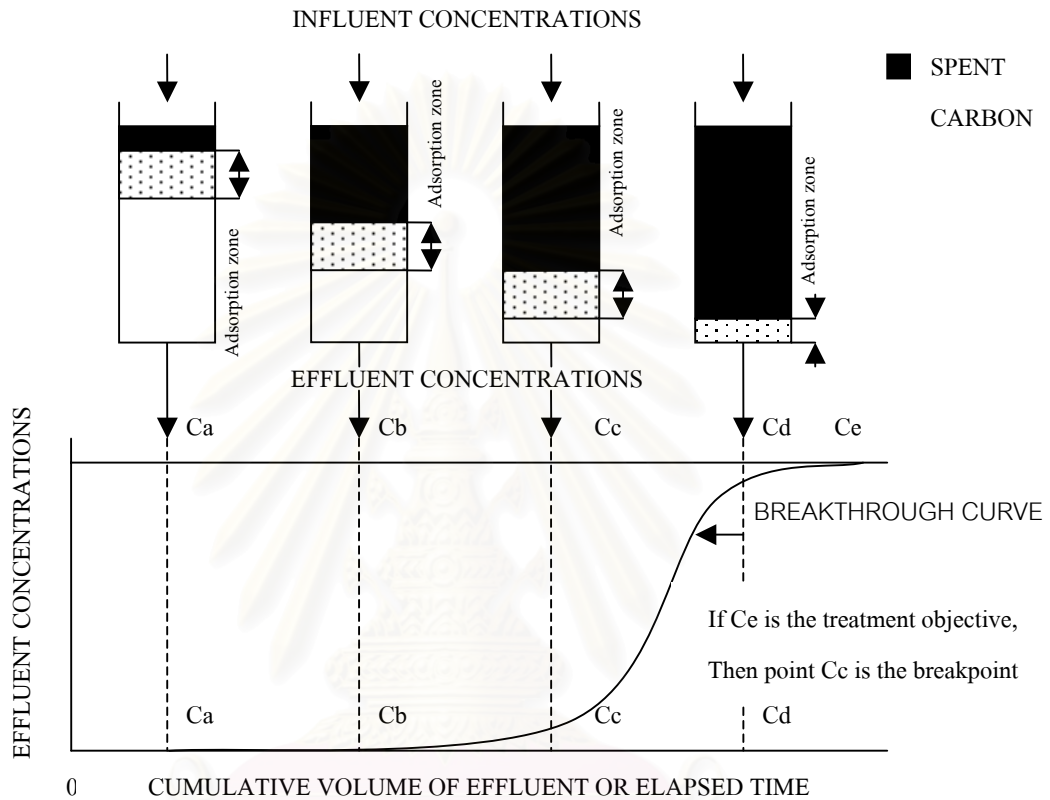 INFLUENT CONCENTRATIONS
SPENT
CARBON
Adsorption zone
Adsorption zone
Adsorption zone
Adsorption zone
EFFLUENT CONCENTRATIONS
Ca
Cb
Cc
Cd
Ce
EFFLUENT CONCENTRATIONS
BREAKTHROUGH CURVE
If Ce is the treatment objective,
Then point Cc is the breakpoint
Ca
Cb
Cc
Cd
0
CUMULATIVE VOLUME OF EFFLUENT OR ELAPSED TIME